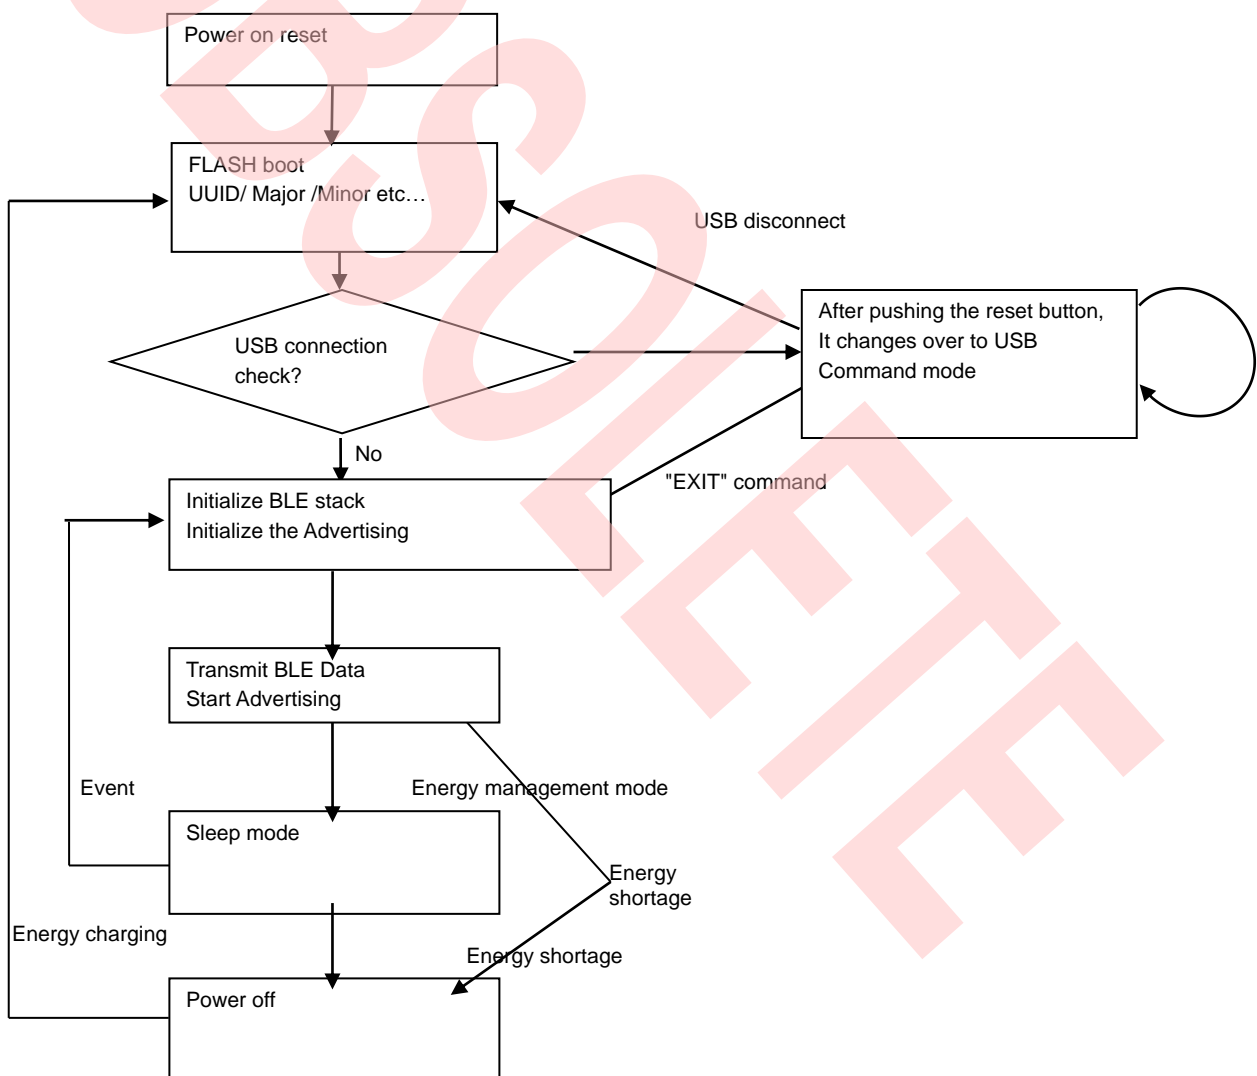 Power on reset
FLASH boot
UUID/ Major /Minor etc…
USB disconnect
After pushing the reset button,
It changes over to USB
Command mode
USB connection
check?
No
"EXIT" command
Initialize BLE stack
Initialize the Advertising
Transmit BLE Data
Start Advertising
Event
Energy management mode
Sleep mode
Energy
shortage
Energy charging
Energy shortage
Power off
OBSOLETE